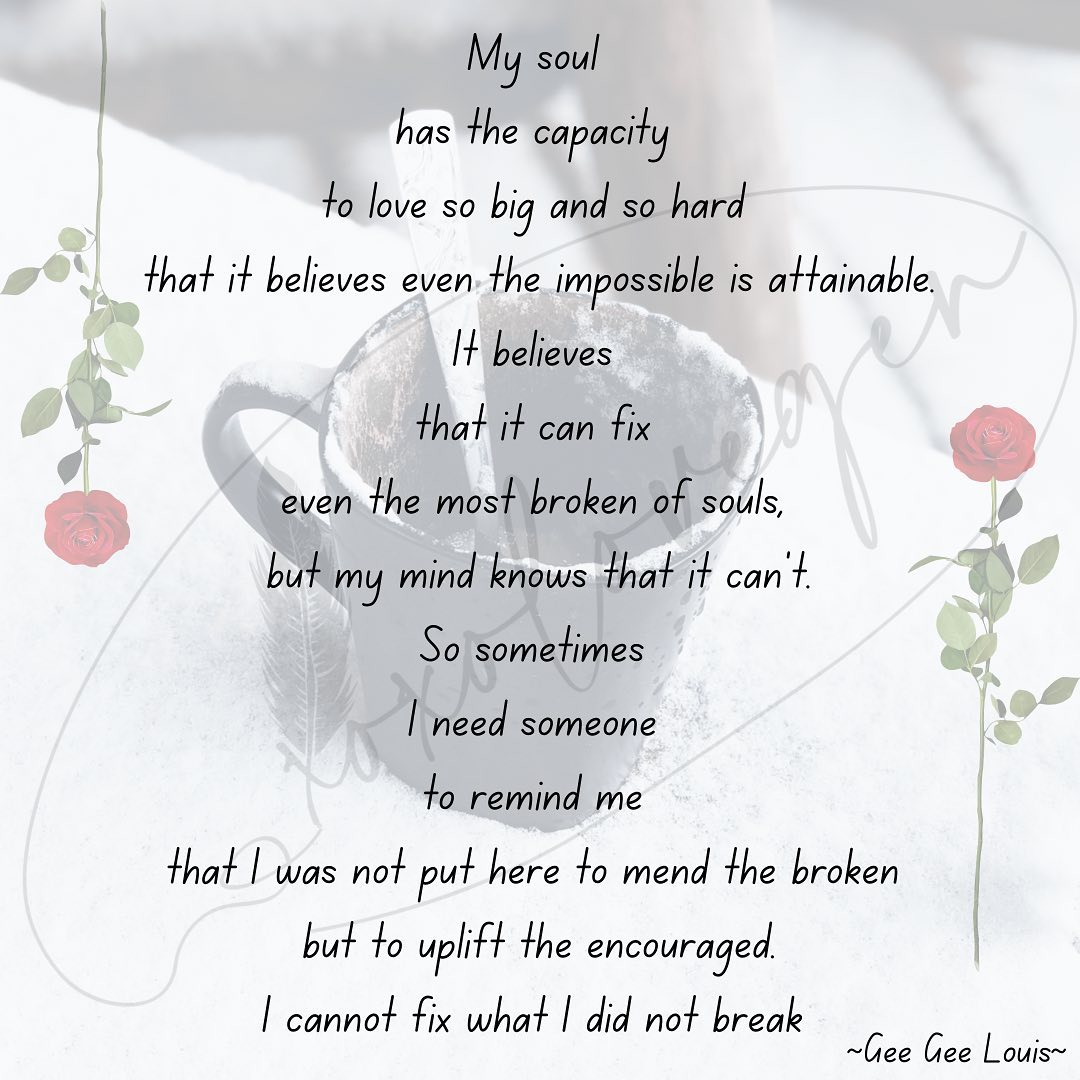 My soul
has the capacity
to love so big and so hard
that it believes even the impossible is attainable.
It believes
that it can fix
even the most broken of souls,
but my mind knows that it can't.
So sometimes
I need someone
to remind me
that I was not put here to mend the broken
but to uplift the encouraged.
I cannot fix what I did not break
~Gee Gee Louis~